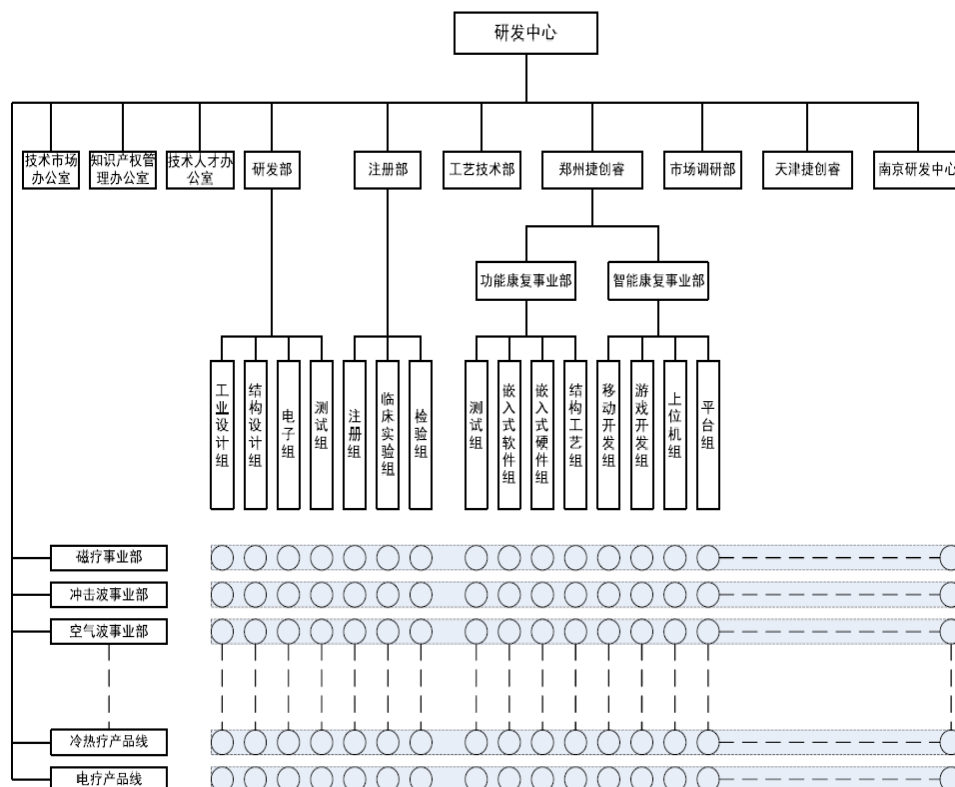 研发中心
技术市场
办公室
知识产权管
理办公室
技术人才办
公室
研发部
注册部
工艺技术部
郑州捷创睿
市场调研部
天津捷创睿
南京研发中心
功能康复事业部
智能康复事业部
工业设计组
结构设计组
电子组
测试组
注册组
临床实验组
检验组
测试组
嵌入式软件组
嵌入式硬件组
结构工艺组
移动开发组
游戏开发组
上位机组
平台组
磁疗事业部
冲击波事业部
空气波事业部
冷热疗产品线
电疗产品线